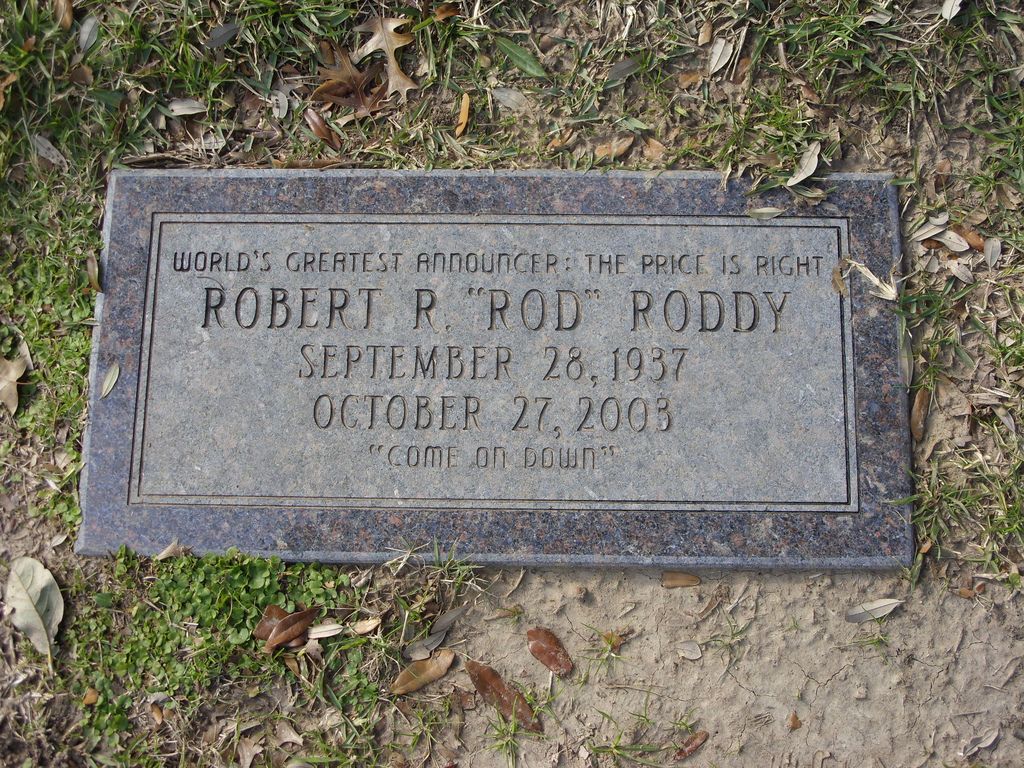 WORLD'S GREATEST ANNOUNCER: THE PRICE IS RIGHT
ROBERT R. "ROD" RODDY
SEPTEMBER 28, 1937
OCTOBER 27, 2003
"COME ON DOWN"